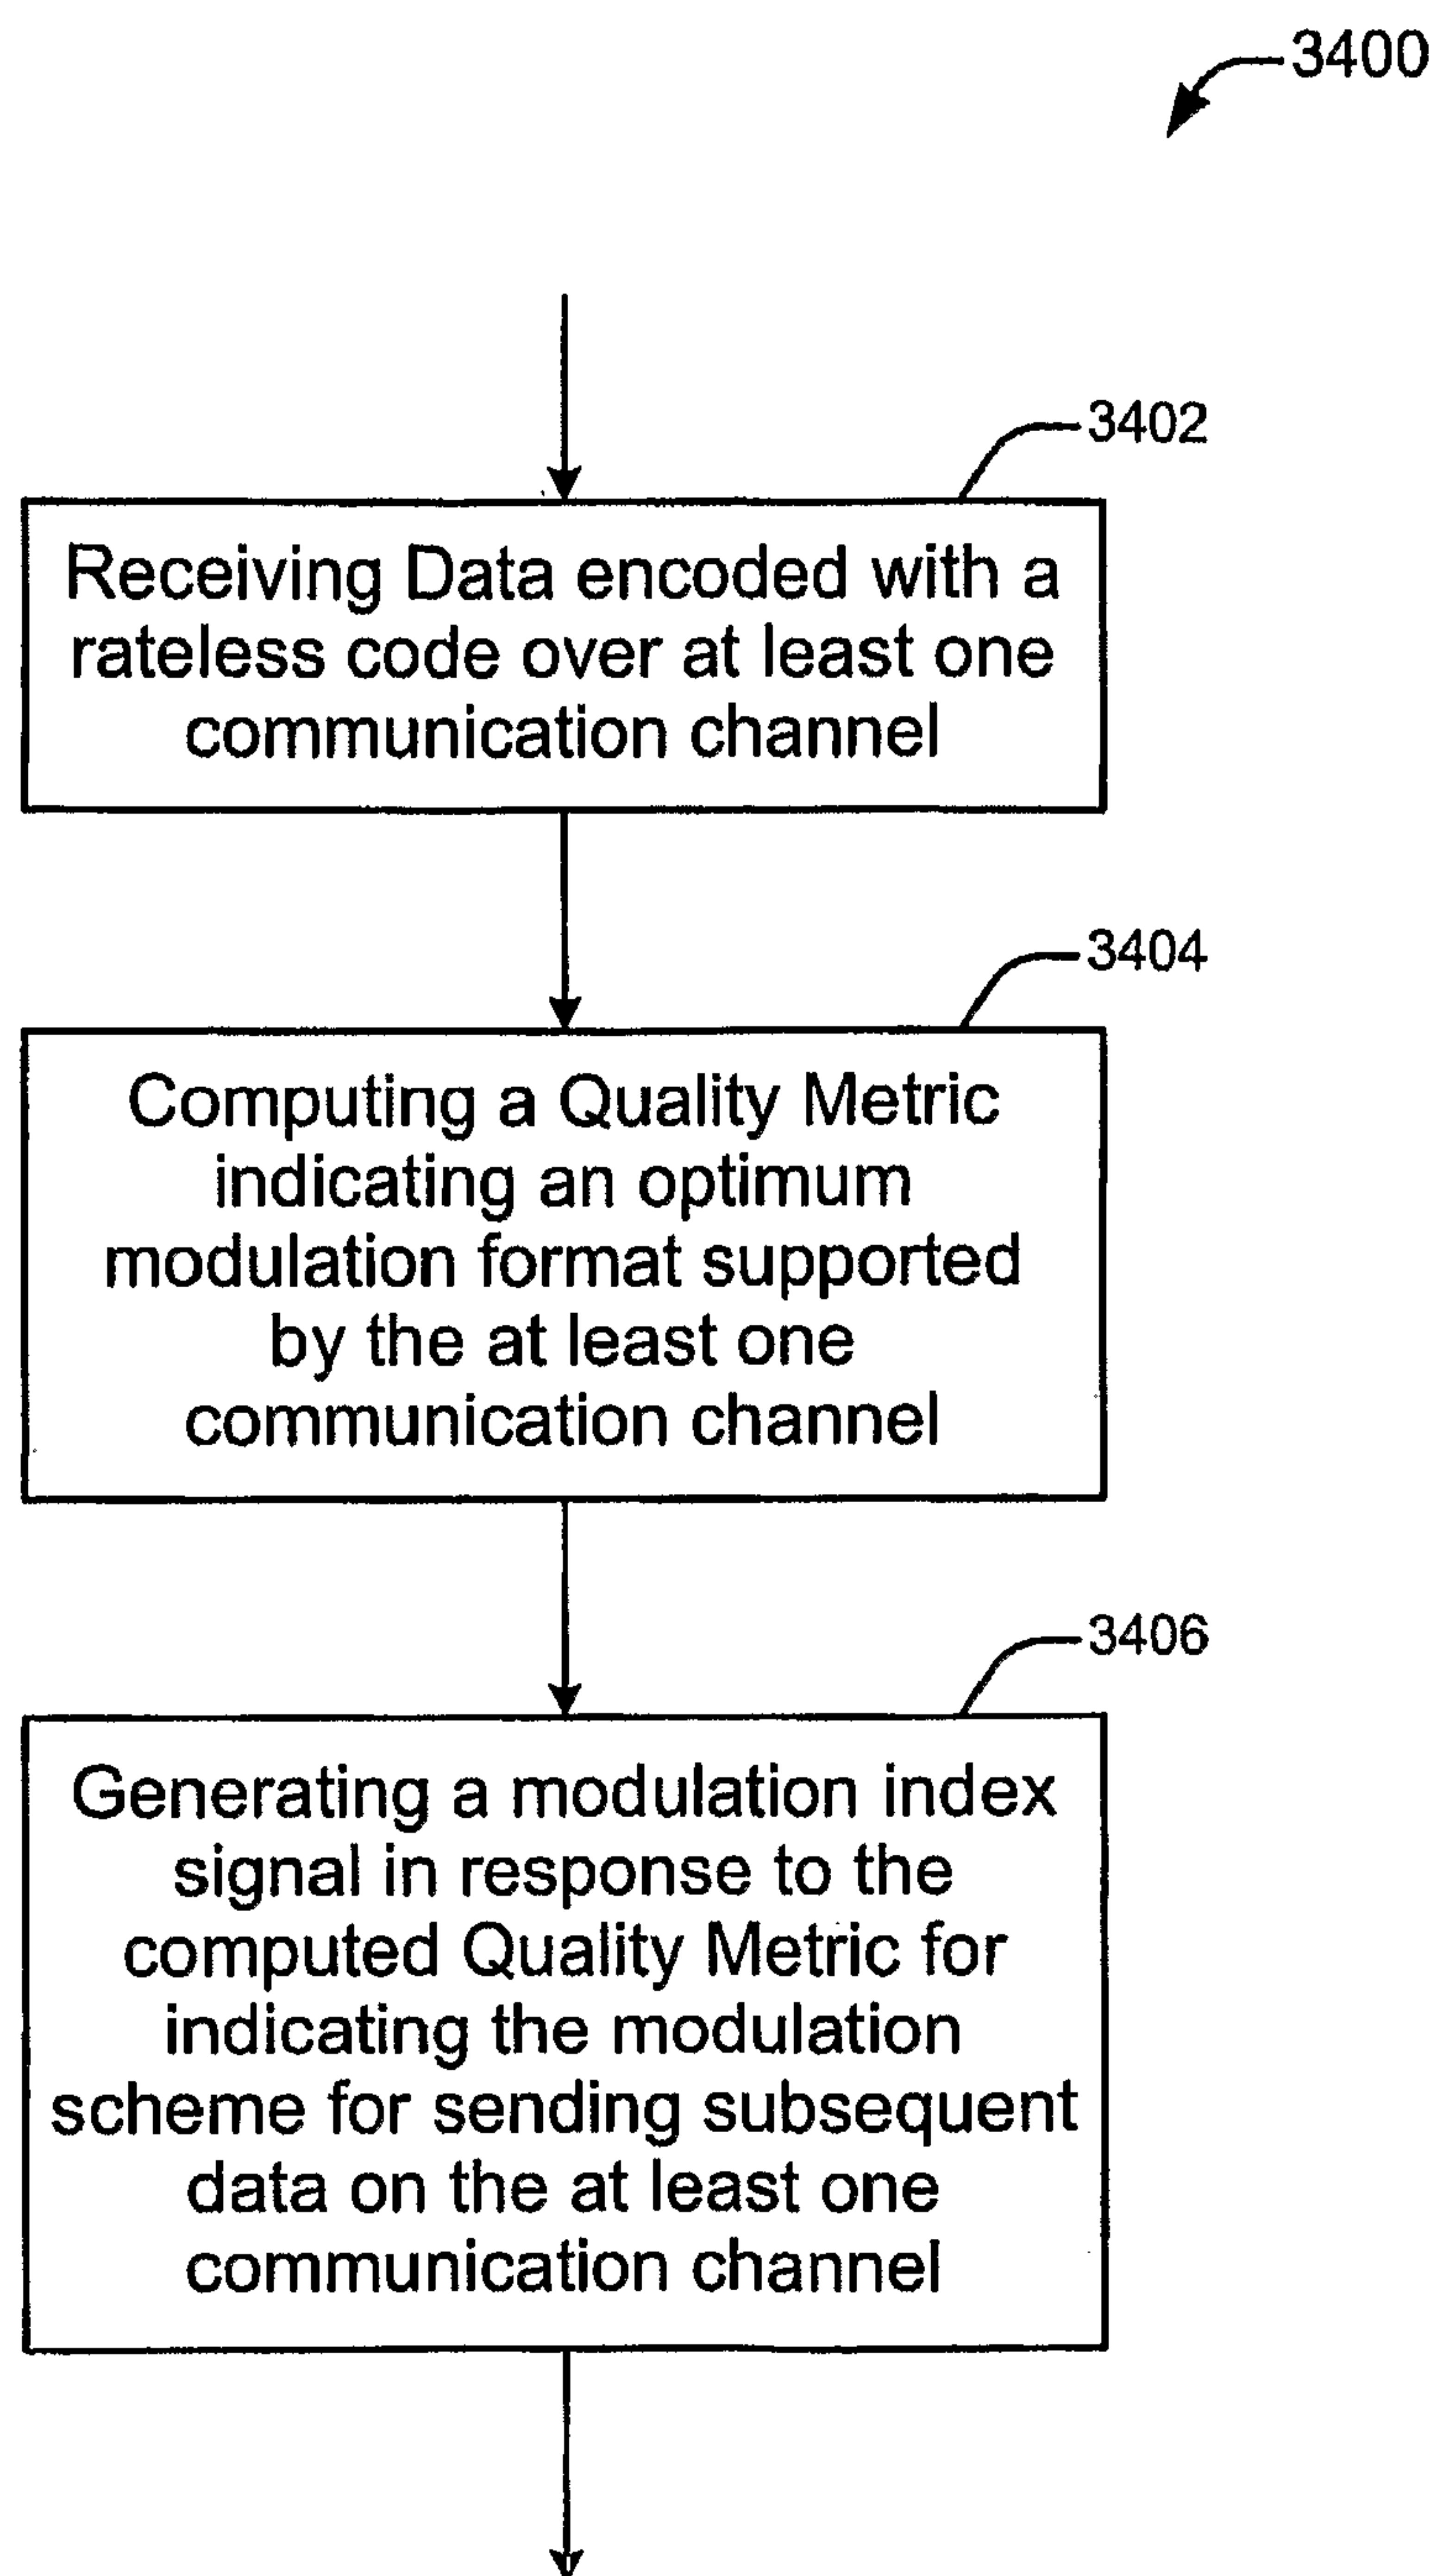 3400
3402
Receiving Data encoded with a
rateless code over at least one
communication channel
3404
Computing a Quality Metric
indicating an optimum
modulation format supported
by the at least one
communication channel
3406
Generating a modulation index
signal in response to the
computed Quality Metric for
indicating the modulation
scheme for sending subsequent
data on the at least one
communication channel